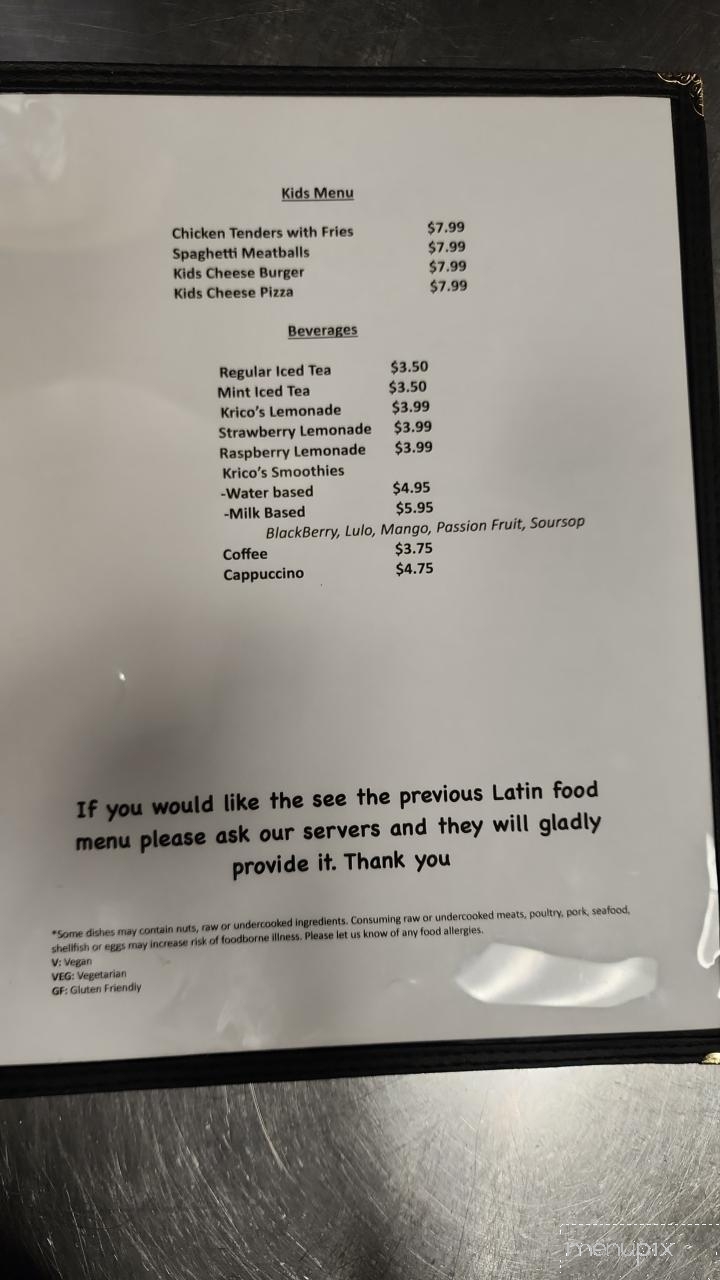 Kids Menu
Chicken Tenders with Fries $7.99
Spaghetti Meatballs $7.99
Kids Cheese Burger $7.99
Kids Cheese Pizza $7.99
Beverages
Regular Iced Tea $3.50
Mint Iced Tea $3.50
Krico's Lemonade $3.99
Strawberry Lemonade $3.99
Raspberry Lemonade $3.99
Krico's Smoothies
-Water based $4.95
-Milk Based $5.95
BlackBerry, Lulo, Mango, Passion Fruit, Soursop
Coffee $3.75
Cappuccino $4.75
If you would like the see the previous Latin food
menu please ask our servers and they will gladly
provide it. Thank you
*Some dishes may contain nuts, raw or undercooked ingredients. Consuming raw or undercooked meats, poultry, pork, seafood,
shellfish or eggs may increase risk of foodborne illness. Please let us know of any food allergies.
V: Vegan
VEG: Vegetarian
GF: Gluten Friendly
menupix